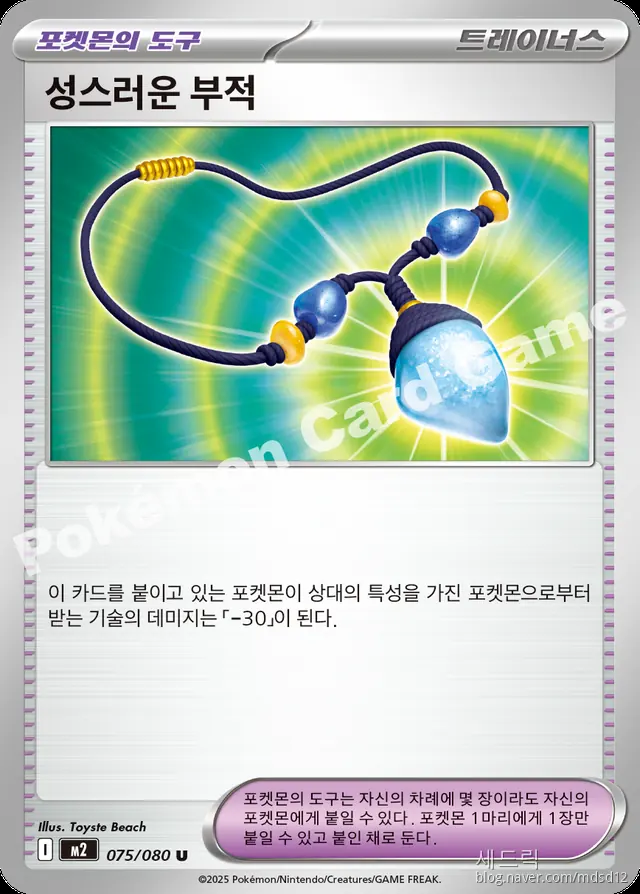 포켓몬의 도구
트레이너스
성스러운 부적
Pokémon Card Game
이 카드를 붙이고 있는 포켓몬이 상대의 특성을 가진 포켓몬으로부터
받는 기술의 데미지는 「-30」이 된다.
포켓몬의 도구는 자신의 차례에 몇 장이라도 자신의
포켓몬에게 붙일 수 있다. 포켓몬 1마리에게 1장만
붙일 수 있고 붙인 채로 둔다.
Illus. Toyste Beach
I M2 075/080 U
©2025 Pokémon/Nintendo/Creatures/GAME FREAK.
세드릭
blog.naver.com/mdsd12